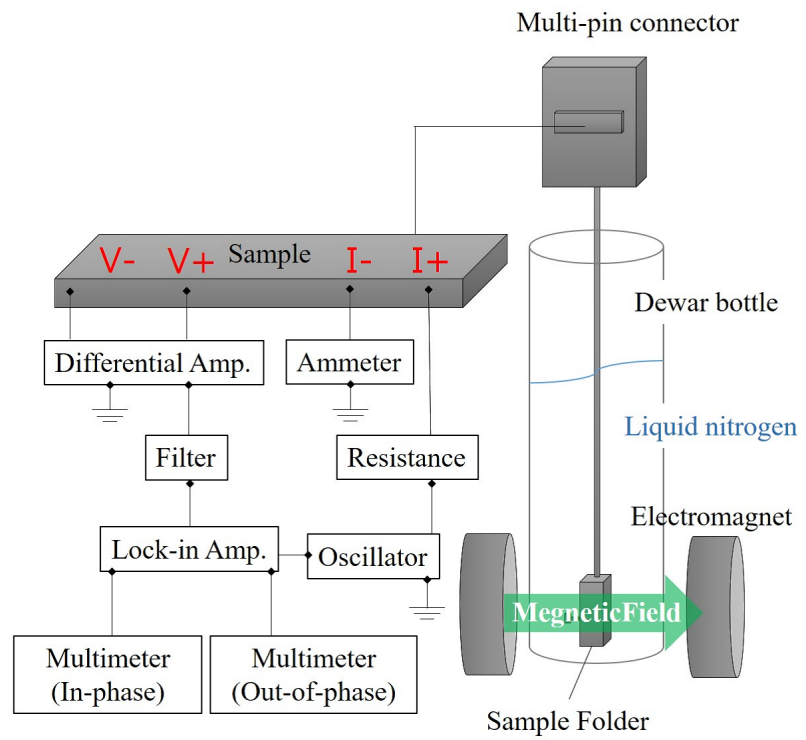 Multi-pin connector
V- V+ Sample I- I+
Dewar bottle
Differential Amp.
Ammeter
Liquid nitrogen
Filter
Resistance
Electromagnet
Lock-in Amp.
Oscillator
MegneticField
Multimeter
(In-phase)
Multimeter
(Out-of-phase)
Sample Folder